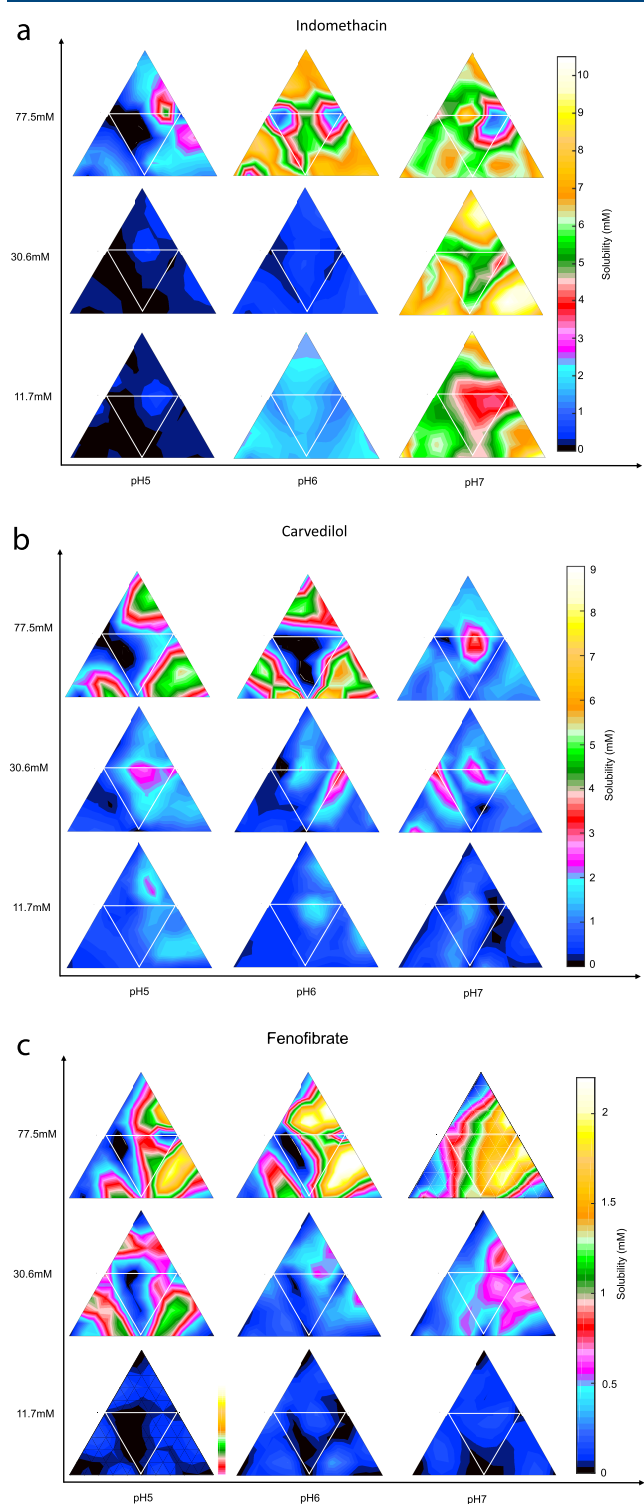 a
Indomethacin
77.5mM
30.6mM
11.7mM
pH5
pH6
pH7
10
9
8
7
6
5
4
3
2
1
0
Solubility (mM)
b
Carvedilol
77.5mM
30.6mM
11.7mM
pH5
pH6
pH7
9
8
7
6
5
4
3
2
1
0
Solubility (mM)
c
Fenofibrate
77.5mM
30.6mM
11.7mM
pH5
pH6
pH7
2
1.5
1
0.5
0
Solubility (mM)